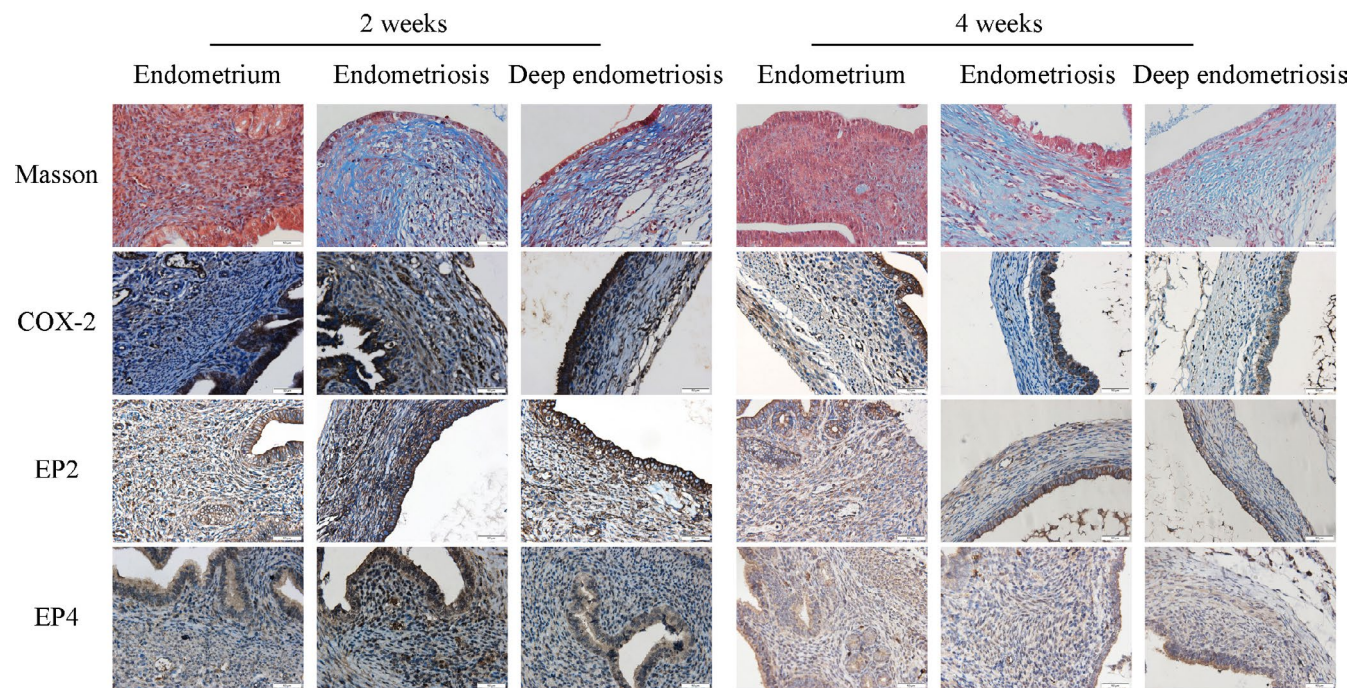 2 weeks 4 weeks
Endometrium Endometriosis Deep endometriosis Endometrium Endometriosis Deep endometriosis
Masson
COX-2
EP2
EP4